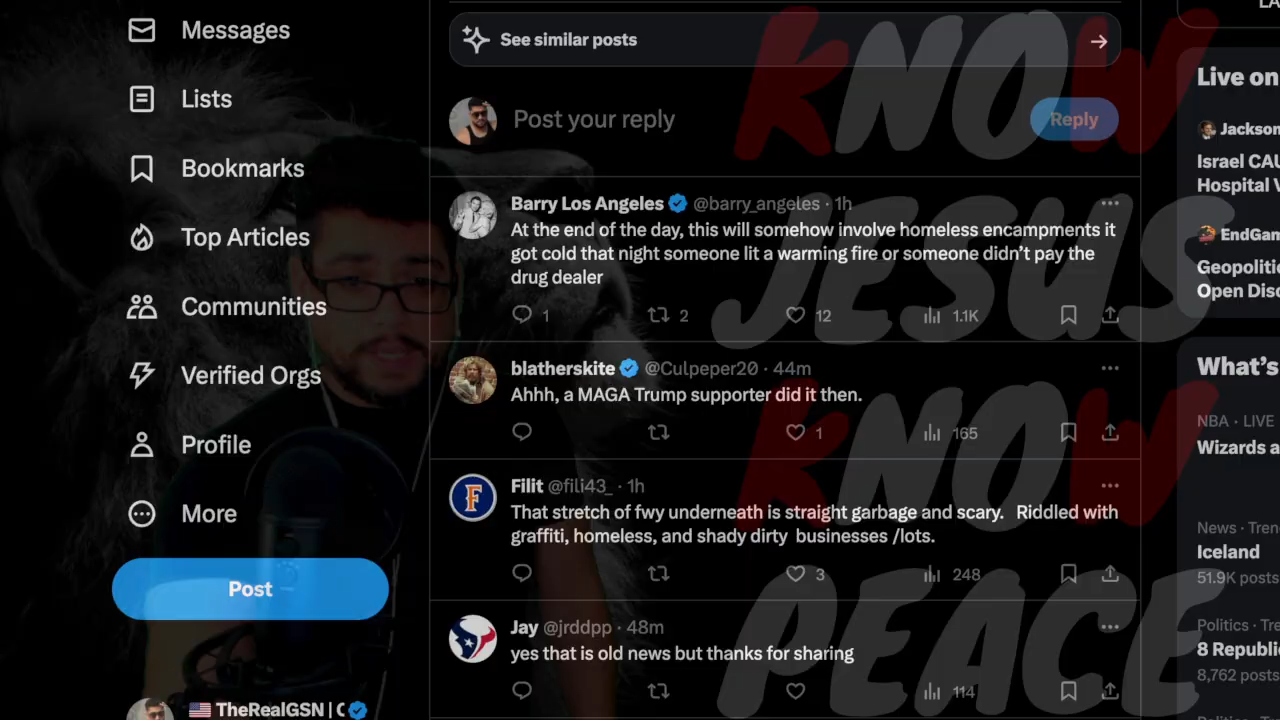 Messages
Lists
Bookmarks
Top Articles
Communities
Verified Orgs
Profile
More
Post
TheRealGSN | C
See similar posts
Post your reply
Reply
Barry Los Angeles @barry_angeles · 1h
At the end of the day, this will somehow involve homeless encampments it
got cold that night someone lit a warming fire or someone didn’t pay the
drug dealer
1 2 12 1.1K
blatherskite @Culpeper20 · 44m
Ahhh, a MAGA Trump supporter did it then.
1 165
Filit @fili43_ · 1h
That stretch of fwy underneath is straight garbage and scary. Riddled with
graffiti, homeless, and shady dirty businesses /lots.
3 248
Jay @jrddpp · 48m
yes that is old news but thanks for sharing
114
kNOW
JESUS
kNOW
PEACE
Live on
Jackson
Israel CAU
Hospital V
EndGam
Geopolitic
Open Disc
What’s
NBA · LIVE
Wizards a
News · Tren
Iceland
51.9K posts
Politics · Tre
8 Republi
8,762 posts